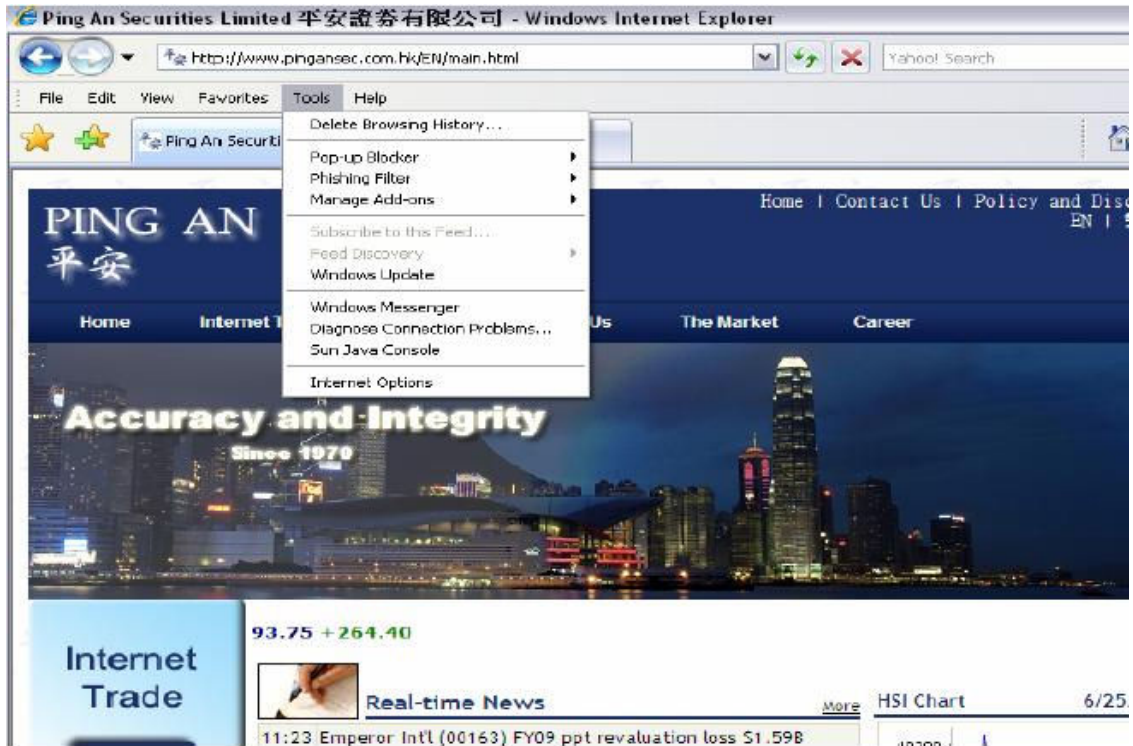 Ping An Securities Limited 平安證券有限公司 - Windows Internet Explorer
http://www.pingansec.com.hk/EN/main.html
Yahoo! Search
File Edit View Favorites Tools Help
Ping An Securiti
Delete Browsing History...
Pop-up Blocker
Phishing Filter
Manage Add-ons
Subscribe to this Feed...
Feed Discovery
Windows Update
Windows Messenger
Diagnose Connection Problems...
Sun Java Console
Internet Options
PING AN
平安
Home | Contact Us | Policy and Disc
EN |
Home Internet T Us The Market Career
Accuracy and Integrity
Since 1970
93.75 +264.40
Internet
Trade
Real-time News More
HSI Chart 6/25
11:23 Emperor Int'l (00163) FY09 ppt revaluation loss $1.59B